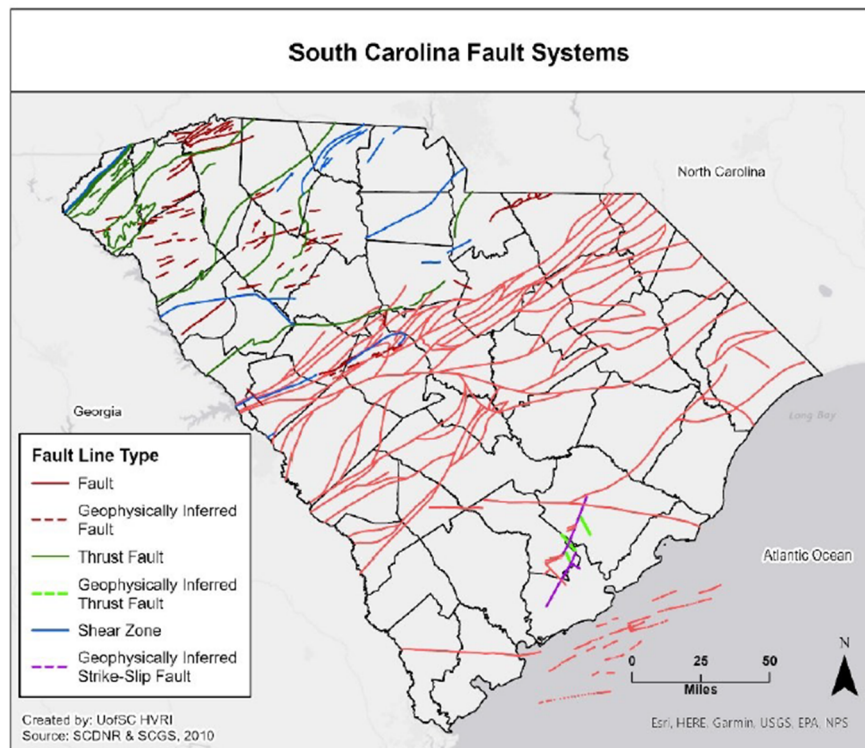 South Carolina Fault Systems
North Carolina
Georgia
Long Bay
Atlantic Ocean
Fault Line Type
Fault
Geophysically Inferred
Fault
Thrust Fault
Geophysically Inferred
Thrust Fault
Shear Zone
Geophysically Inferred
Strike-Slip Fault
N
0 25 50
Miles
Created by: UofSC HVRI
Source: SCDNR & SCGS, 2010
Esri, HERE, Garmin, USGS, EPA, NPS